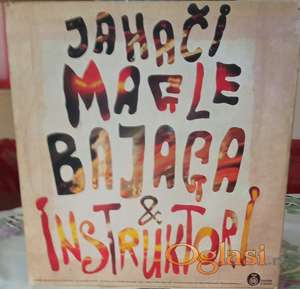 JAHAČI
MAGLE
BAJAGA
&
iNSTRUKTORi
Oglasi